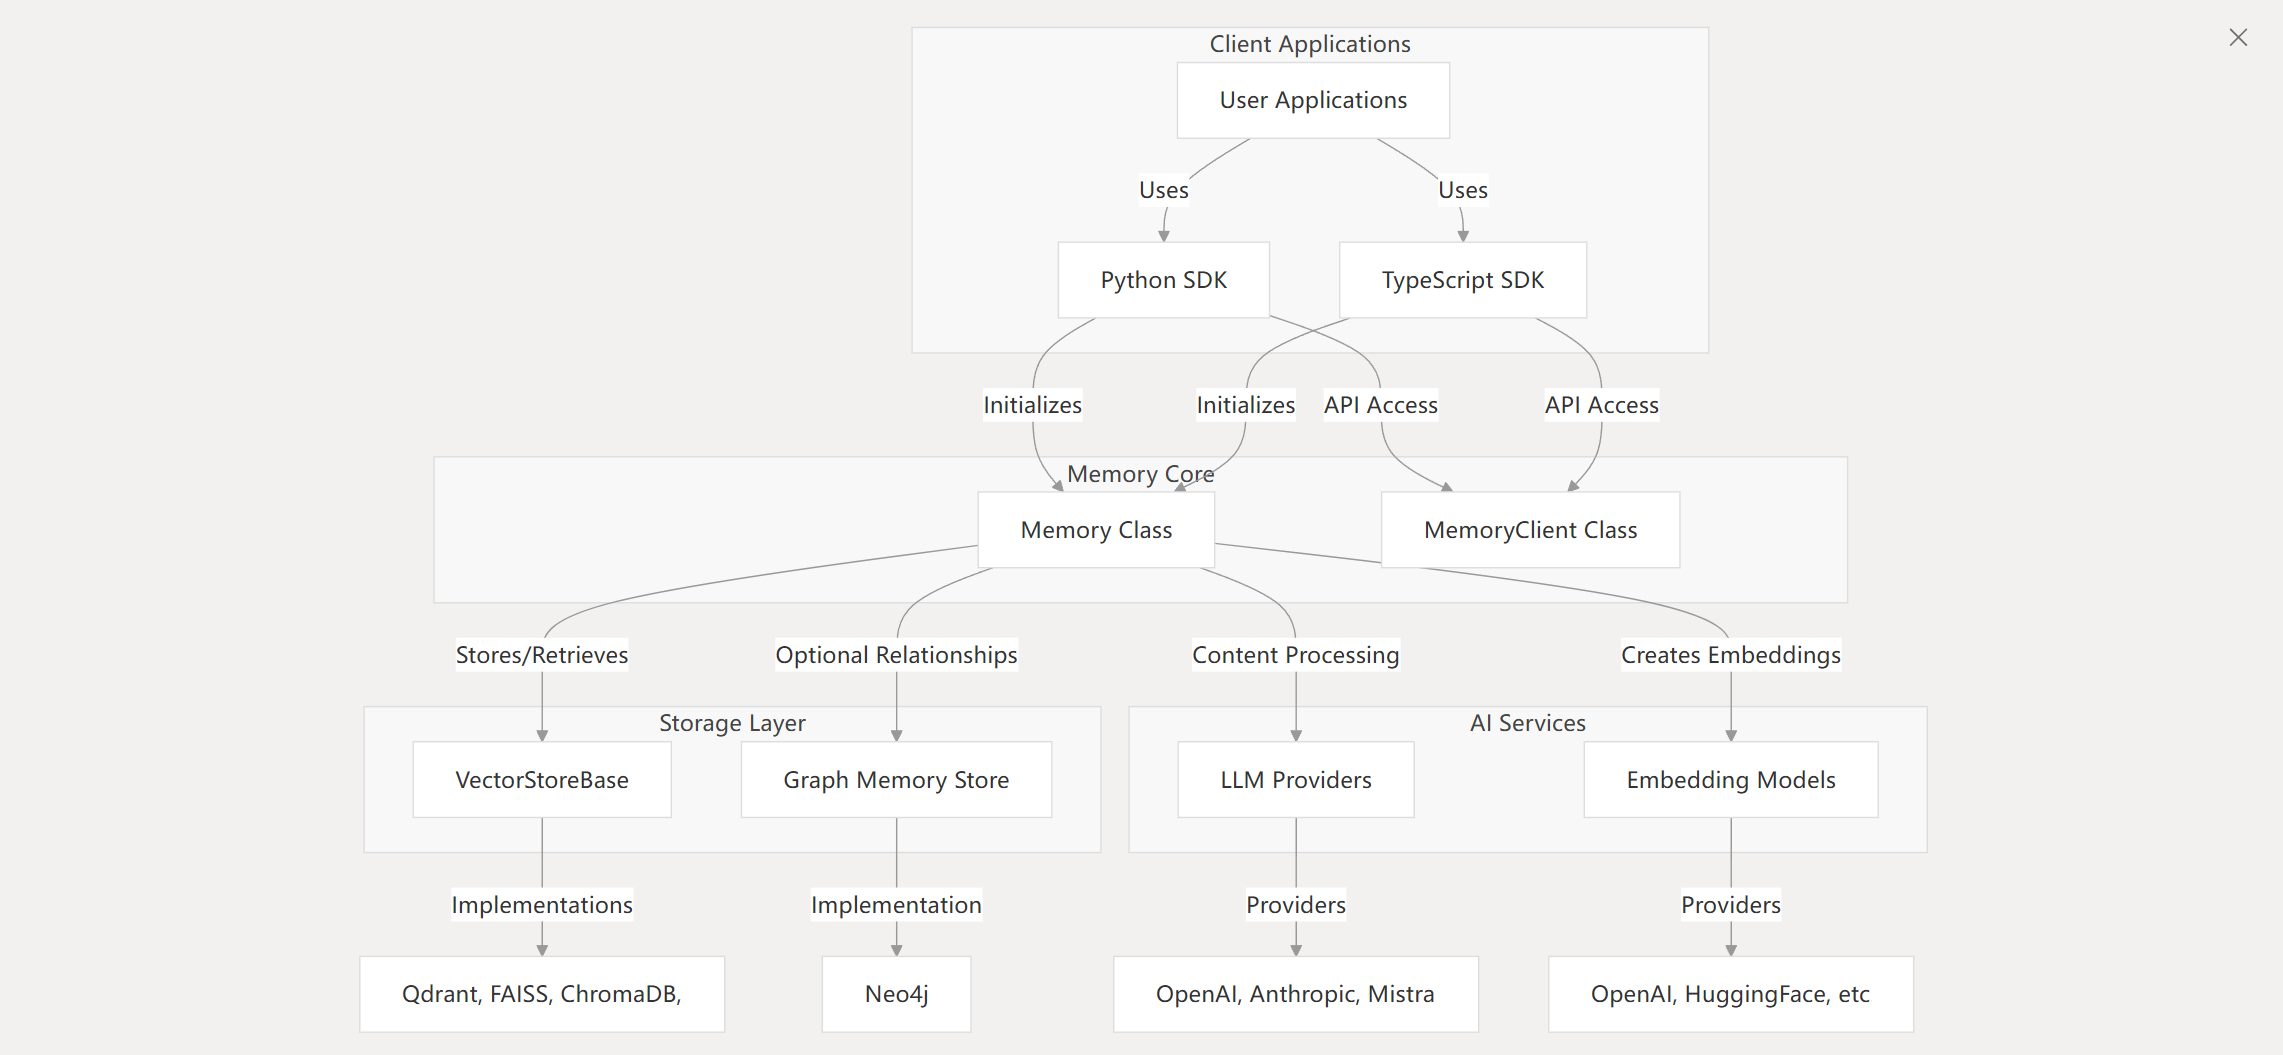 Client Applications
User Applications
Uses
Uses
Python SDK
TypeScript SDK
Initializes
Initializes
API Access
API Access
Memory Core
Memory Class
MemoryClient Class
Stores/Retrieves
Optional Relationships
Content Processing
Creates Embeddings
Storage Layer
AI Services
VectorStoreBase
Graph Memory Store
LLM Providers
Embedding Models
Implementations
Implementation
Providers
Providers
Qdrant, FAISS, ChromaDB,
Neo4j
OpenAI, Anthropic, Mistra
OpenAI, HuggingFace, etc